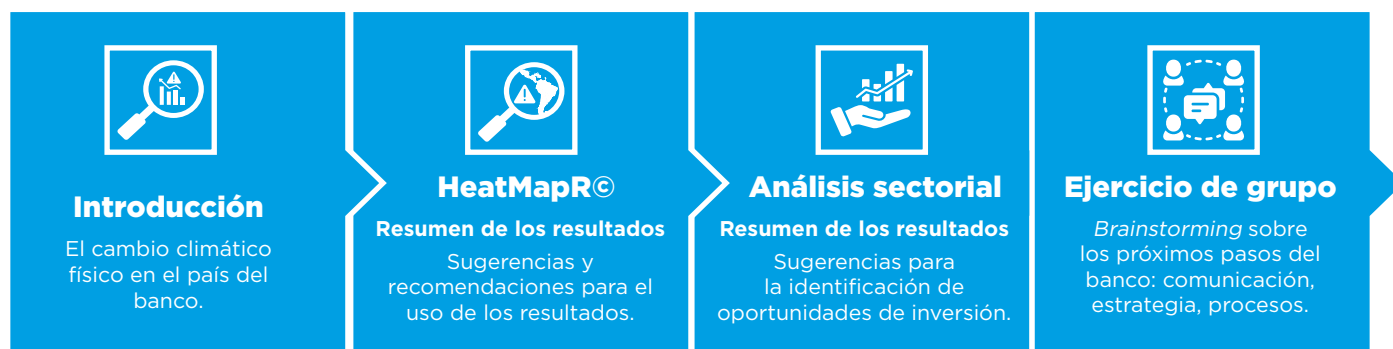 Introducción
El cambio climático
físico en el país del
banco.
HeatMapR©
Resumen de los resultados
Sugerencias y
recomendaciones para el
uso de los resultados.
Análisis sectorial
Resumen de los resultados
Sugerencias para
la identificación de
oportunidades de inversión.
Ejercicio de grupo
Brainstorming sobre
los próximos pasos del
banco: comunicación,
estrategia, procesos.